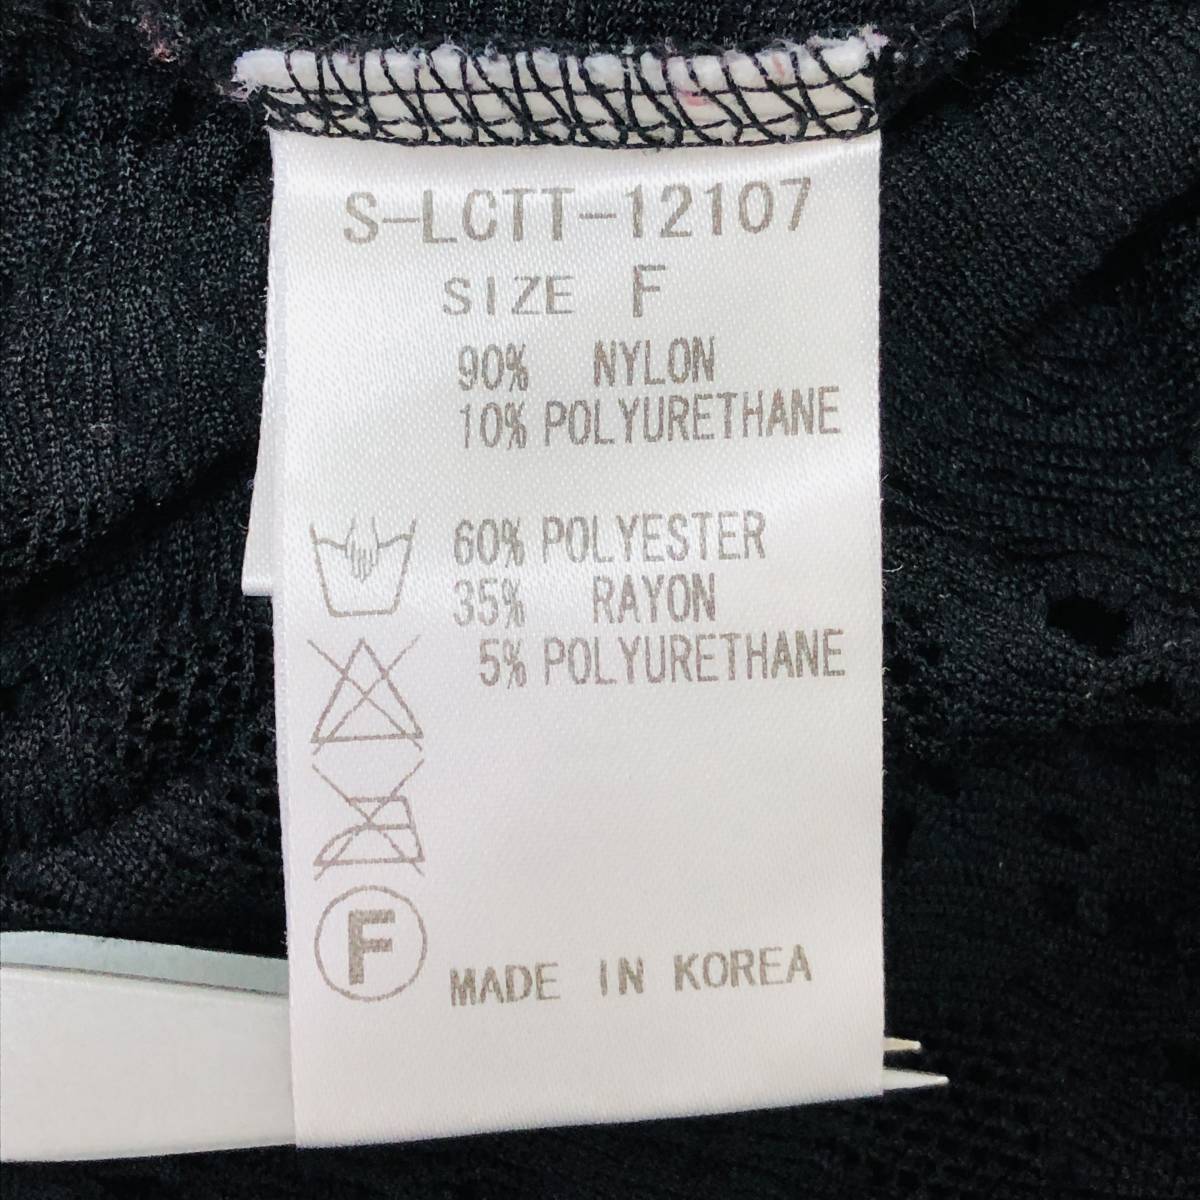 S-LCTT-12107
SIZE F
90% NYLON
10% POLYURETHANE
60% POLYESTER
35% RAYON
5% POLYURETHANE
F
MADE IN KOREA